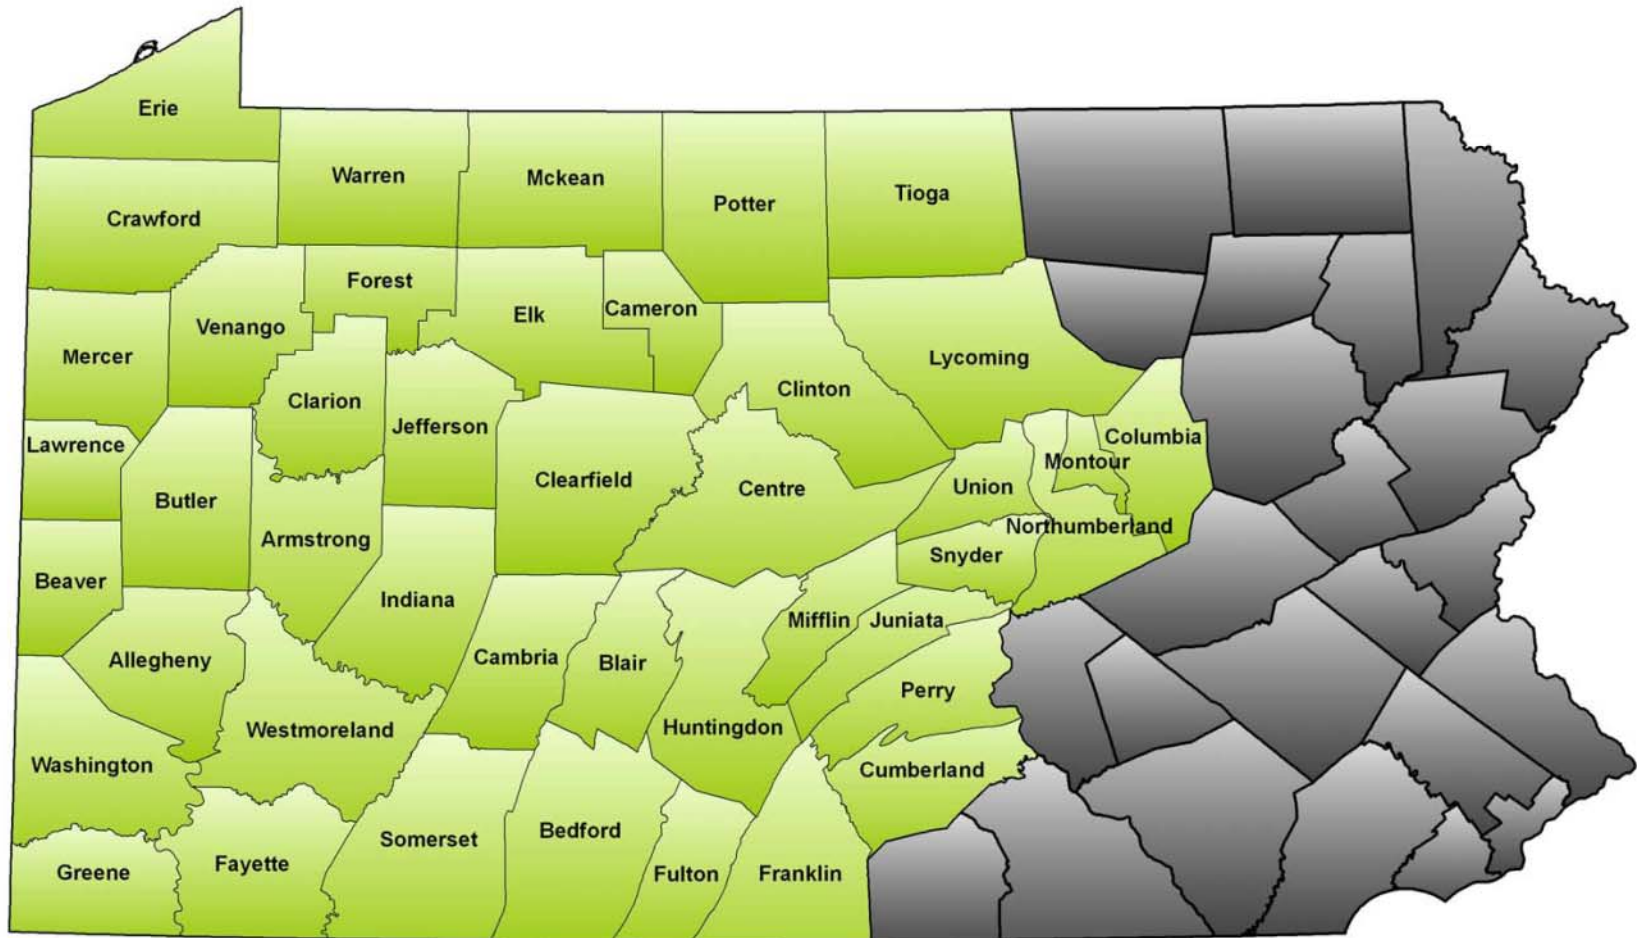 Erie
Warren
Mckean
Tioga
Potter
Crawford
Forest
Cameron
Elk
Venango
Mercer
Lycoming
Clinton
Clarion
Jefferson
Columbia
Lawrence
Montour
Clearfield
Centre
Union
Butler
Northumberland
Armstrong
Snyder
Beaver
Indiana
Mifflin
Juniata
Cambria
Allegheny
Blair
Perry
Huntingdon
Westmoreland
Washington
Cumberland
Bedford
Somerset
Fayette
Greene
Fulton
Franklin